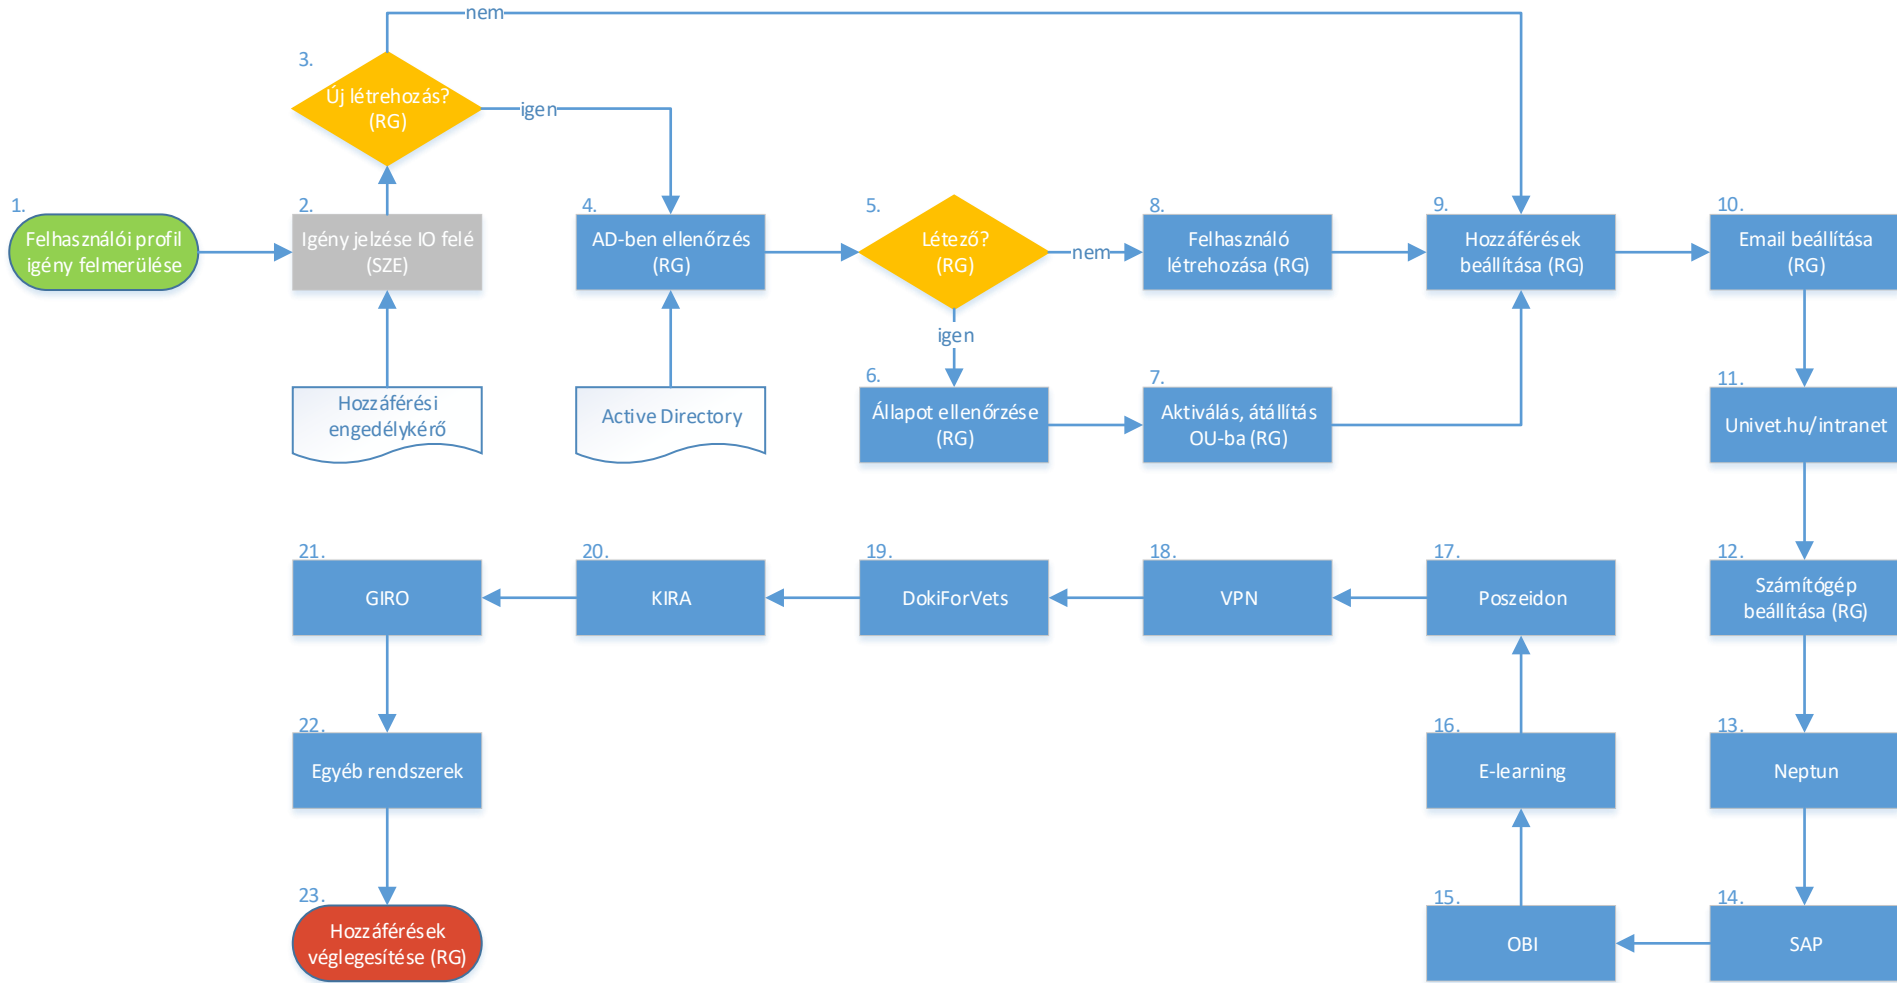 nem
3.
Új létrehozás?
(RG)
igen
1.
Felhasználói profil
igény felmerülése
2.
Igény jelzése IO felé
(SZE)
4.
AD-ben ellenőrzés
(RG)
5.
Létező?
(RG)
nem
8.
Felhasználó
létrehozása (RG)
9.
Hozzáférések
beállítása (RG)
10.
Email beállítása
(RG)
igen
Hozzáférési
engedélykérő
Active Directory
6.
Állapot ellenőrzése
(RG)
7.
Aktiválás, átállítás
OU-ba (RG)
11.
Univet.hu/intranet
21.
GIRO
20.
KIRA
19.
DokiForVets
18.
VPN
17.
Poszeidon
12.
Számítógép
beállítása (RG)
22.
Egyéb rendszerek
16.
E-learning
13.
Neptun
23.
Hozzáférések
véglegesítése (RG)
15.
OBI
14.
SAP